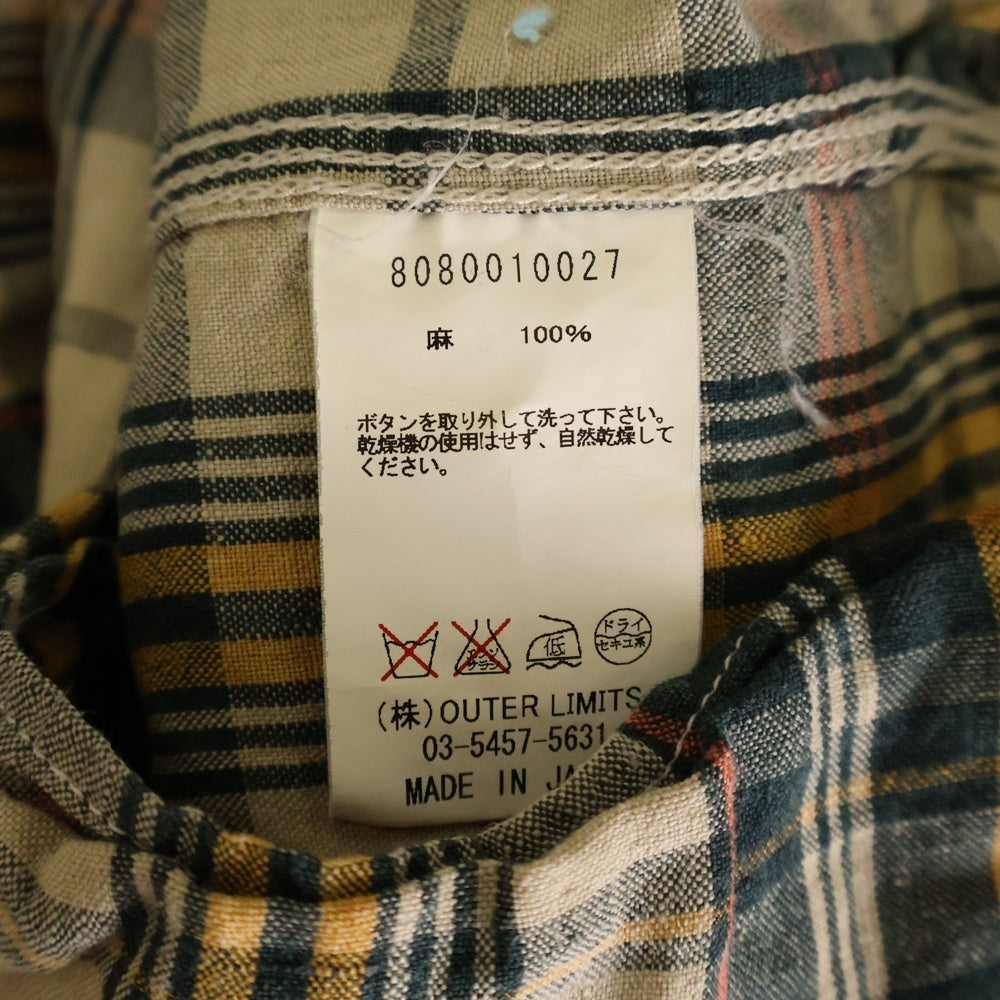 8080010027
麻 100%
ボタンを取り外して洗って下さい。
乾燥機の使用はせず、自然乾燥して
ください。
低
ドライ
セキユ系
(株)OUTER LIMITS
03-5457-5631
MADE IN